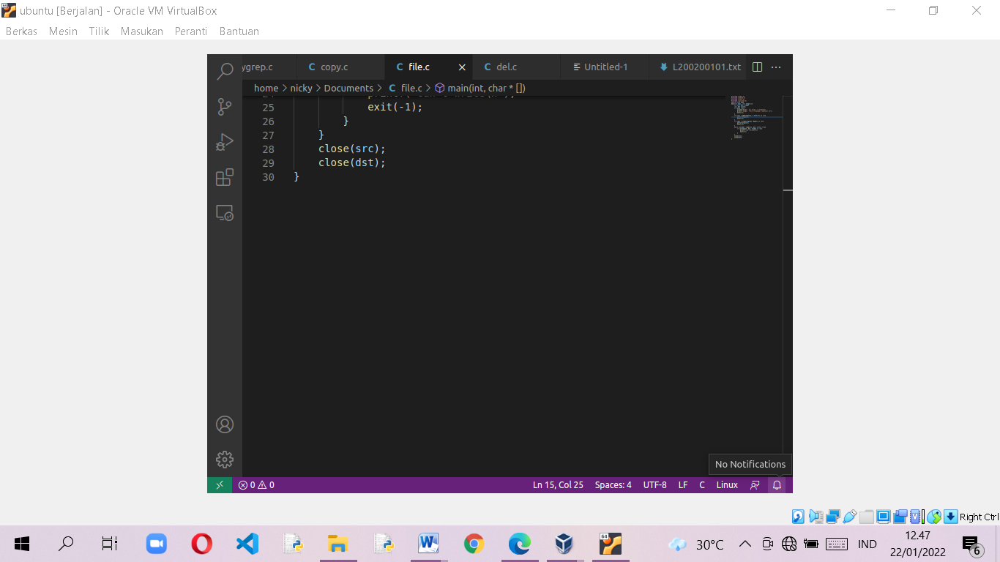 ubuntu [Berjalan] - Oracle VM VirtualBox
Berkas Mesin Tilik Masukan Peranti Bantuan
ygrep.c copy.c file.c del.c Untitled-1 L200200101.txt
home > nicky > Documents > C file.c > main(int, char * [])
25 exit(-1);
26 }
27 }
28 close(src);
29 close(dst);
30 }
No Notifications
0 0 Ln 15, Col 25 Spaces: 4 UTF-8 LF C Linux
Right Ctrl
30°C IND 12.47
22/01/2022 6